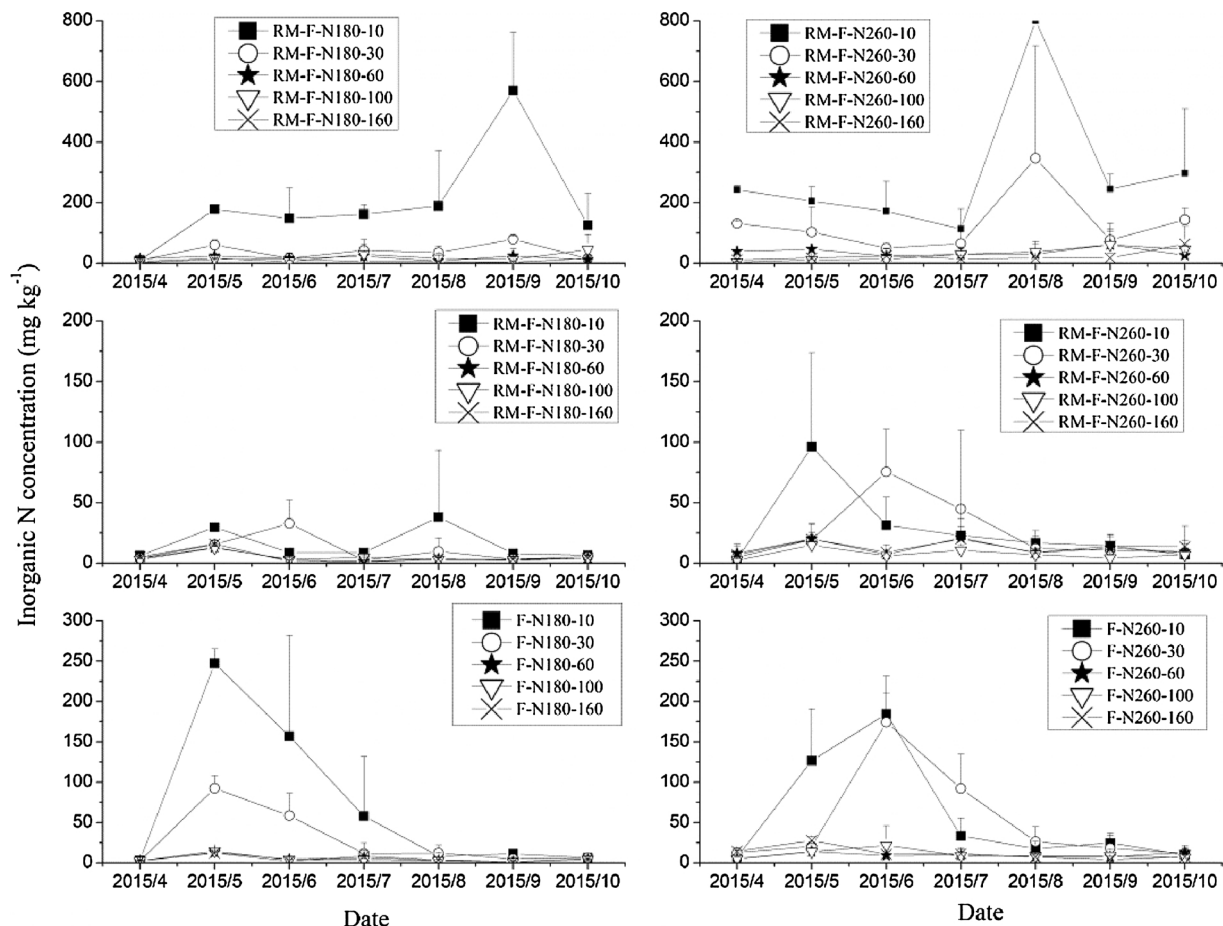 Inorganic N concentration (mg kg⁻¹)
800
600
400
200
0
RM-F-N180-10
RM-F-N180-30
RM-F-N180-60
RM-F-N180-100
RM-F-N180-160
2015/4 2015/5 2015/6 2015/7 2015/8 2015/9 2015/10
800
600
400
200
0
RM-F-N260-10
RM-F-N260-30
RM-F-N260-60
RM-F-N260-100
RM-F-N260-160
2015/4 2015/5 2015/6 2015/7 2015/8 2015/9 2015/10
200
150
100
50
0
RM-F-N180-10
RM-F-N180-30
RM-F-N180-60
RM-F-N180-100
RM-F-N180-160
2015/4 2015/5 2015/6 2015/7 2015/8 2015/9 2015/10
200
150
100
50
0
RM-F-N260-10
RM-F-N260-30
RM-F-N260-60
RM-F-N260-100
RM-F-N260-160
2015/4 2015/5 2015/6 2015/7 2015/8 2015/9 2015/10
300
250
200
150
100
50
0
F-N180-10
F-N180-30
F-N180-60
F-N180-100
F-N180-160
2015/4 2015/5 2015/6 2015/7 2015/8 2015/9 2015/10
Date
300
250
200
150
100
50
0
F-N260-10
F-N260-30
F-N260-60
F-N260-100
F-N260-160
2015/4 2015/5 2015/6 2015/7 2015/8 2015/9 2015/10
Date